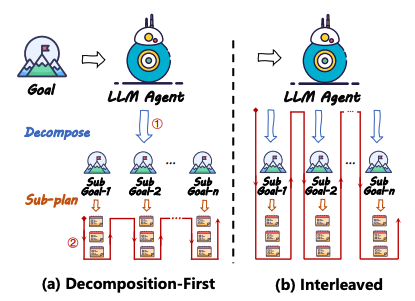 Goal
LLM Agent
Decompose
①
...
Sub
Goal-1
Sub
Goal-2
Sub
Goal-n
Sub-plan
...
②
(a) Decomposition-First
LLM Agent
...
Sub
Goal-1
Sub
Goal-2
...
Sub
Goal-n
(b) Interleaved